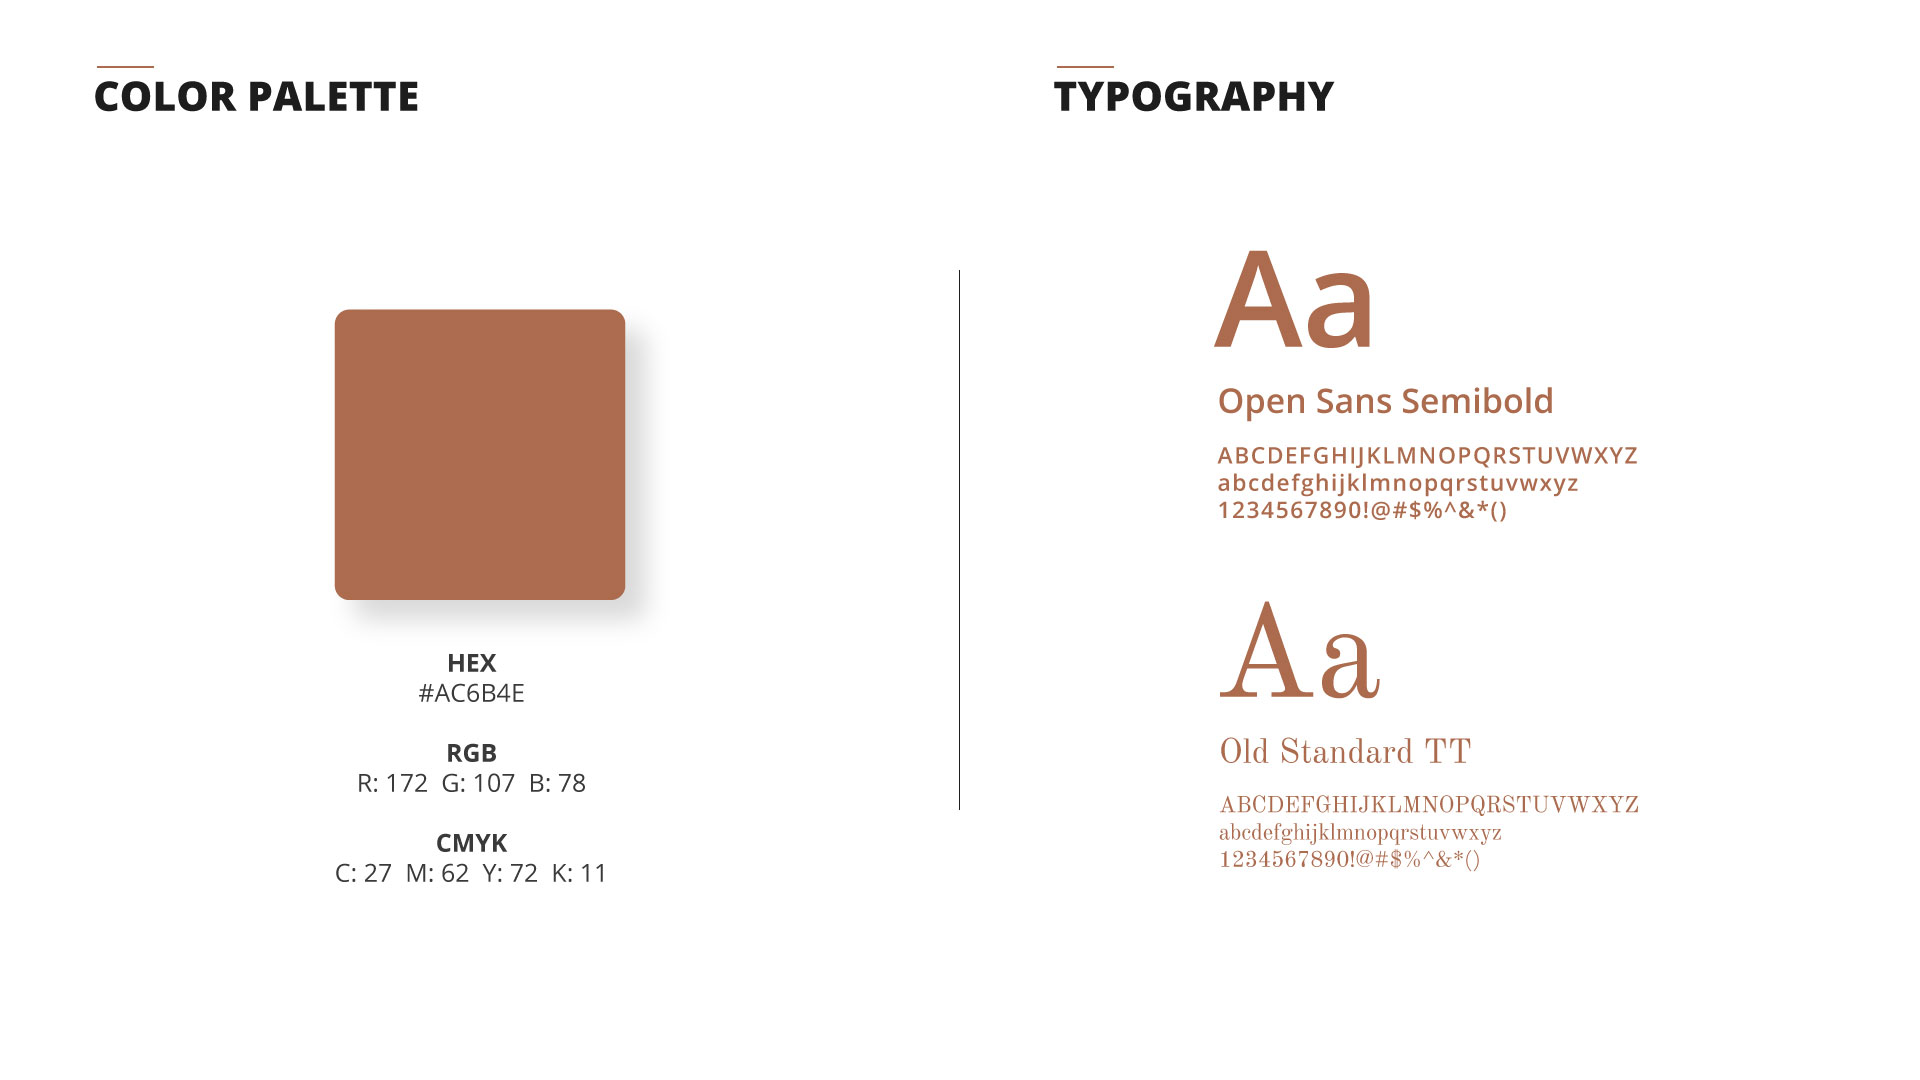 COLOR PALETTE
HEX
#AC6B4E
RGB
R: 172  G: 107  B: 78
CMYK
C: 27  M: 62  Y: 72  K: 11
TYPOGRAPHY
Aa
Open Sans Semibold
ABCDEFGHIJKLMNOPQRSTUVWXYZ
abcdefghijklmnopqrstuvwxyz
1234567890!@#$%^&*()
Aa
Old Standard TT
ABCDEFGHIJKLMNOPQRSTUVWXYZ
abcdefghijklmnopqrstuvwxyz
1234567890!@#$%^&*()